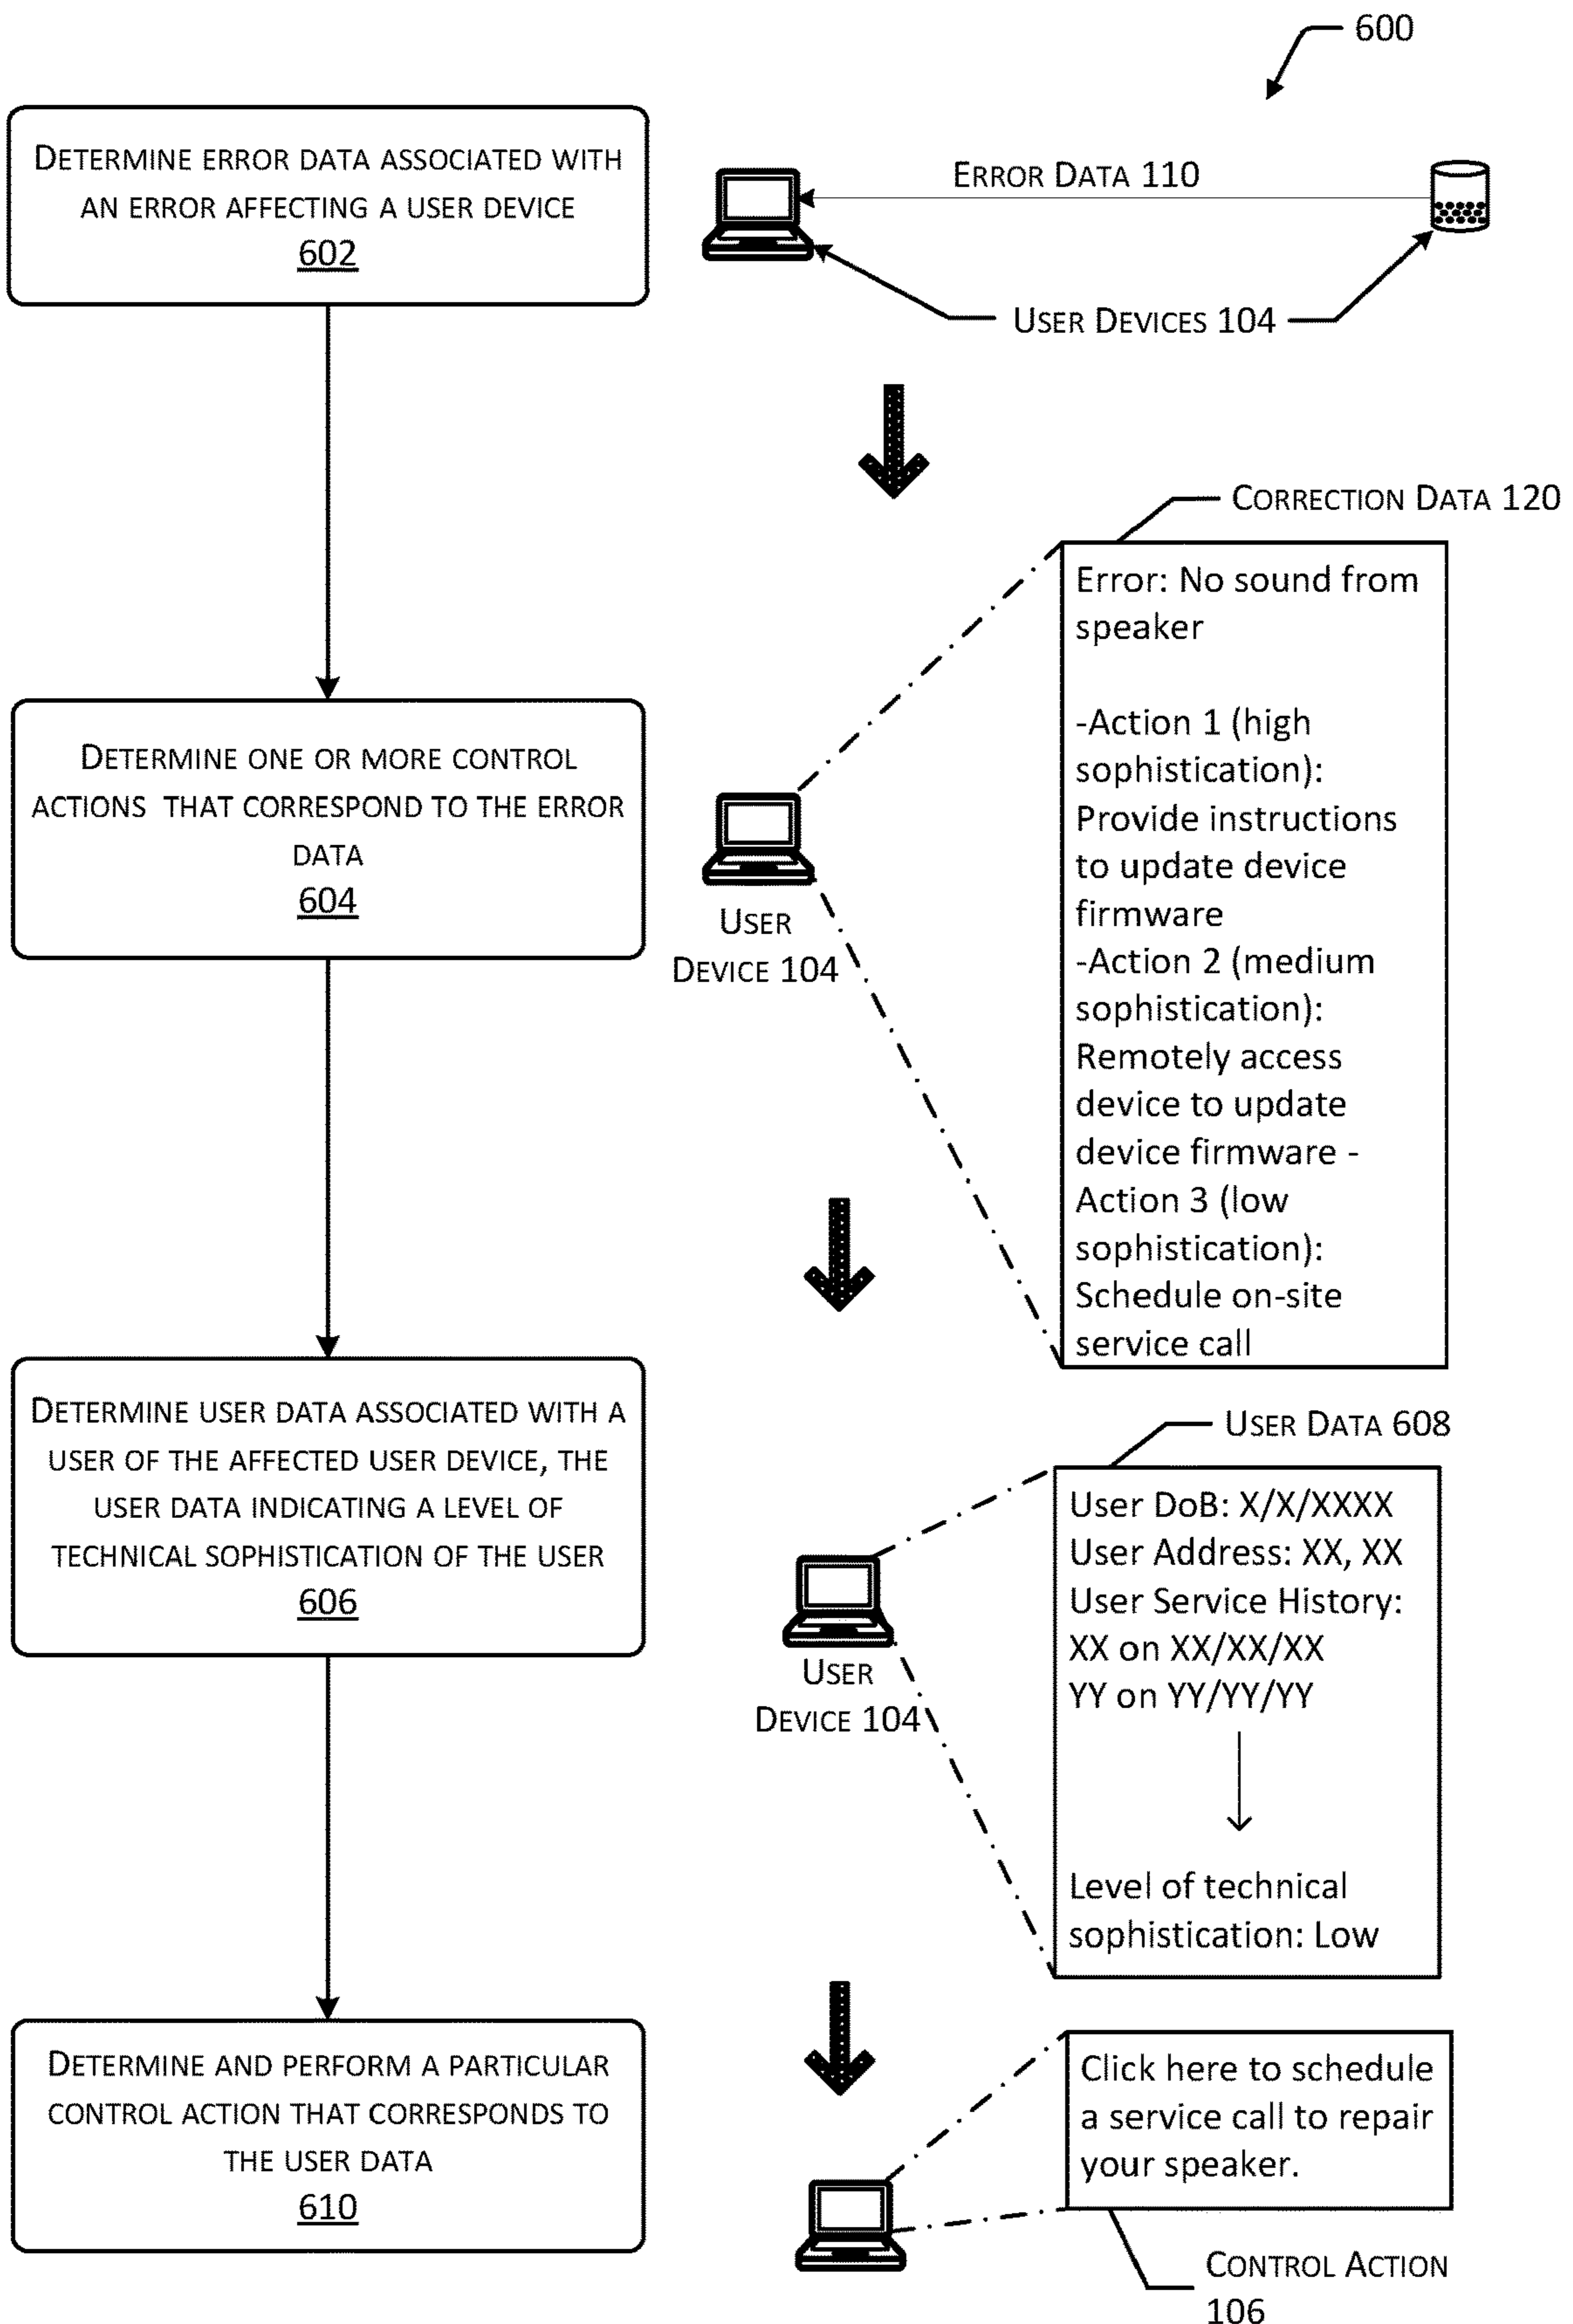 600
DETERMINE ERROR DATA ASSOCIATED WITH
AN ERROR AFFECTING A USER DEVICE
602
ERROR DATA 110
USER DEVICES 104
CORRECTION DATA 120
Error: No sound from
speaker
-Action 1 (high
sophistication):
Provide instructions
to update device
firmware
-Action 2 (medium
sophistication):
Remotely access
device to update
device firmware -
Action 3 (low
sophistication):
Schedule on-site
service call
DETERMINE ONE OR MORE CONTROL
ACTIONS THAT CORRESPOND TO THE ERROR
DATA
604
USER
DEVICE 104
DETERMINE USER DATA ASSOCIATED WITH A
USER OF THE AFFECTED USER DEVICE, THE
USER DATA INDICATING A LEVEL OF
TECHNICAL SOPHISTICATION OF THE USER
606
USER DATA 608
User DoB: X/X/XXXX
User Address: XX, XX
User Service History:
XX on XX/XX/XX
YY on YY/YY/YY
Level of technical
sophistication: Low
USER
DEVICE 104
DETERMINE AND PERFORM A PARTICULAR
CONTROL ACTION THAT CORRESPONDS TO
THE USER DATA
610
Click here to schedule
a service call to repair
your speaker.
CONTROL ACTION
106